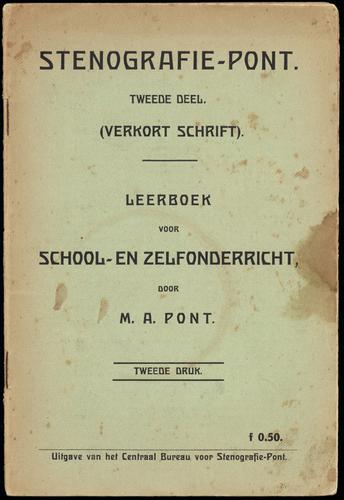 STENOGRAFIE-PONT.
TWEEDE DEEL.
(VERKORT SCHRIFT).
LEERBOEK
VOOR
SCHOOL- EN ZELFONDERRICHT,
DOOR
M. A. PONT.
TWEEDE DRUK.
f 0.50.
Uitgave van het Centraal Bureau voor Stenografie-Pont.